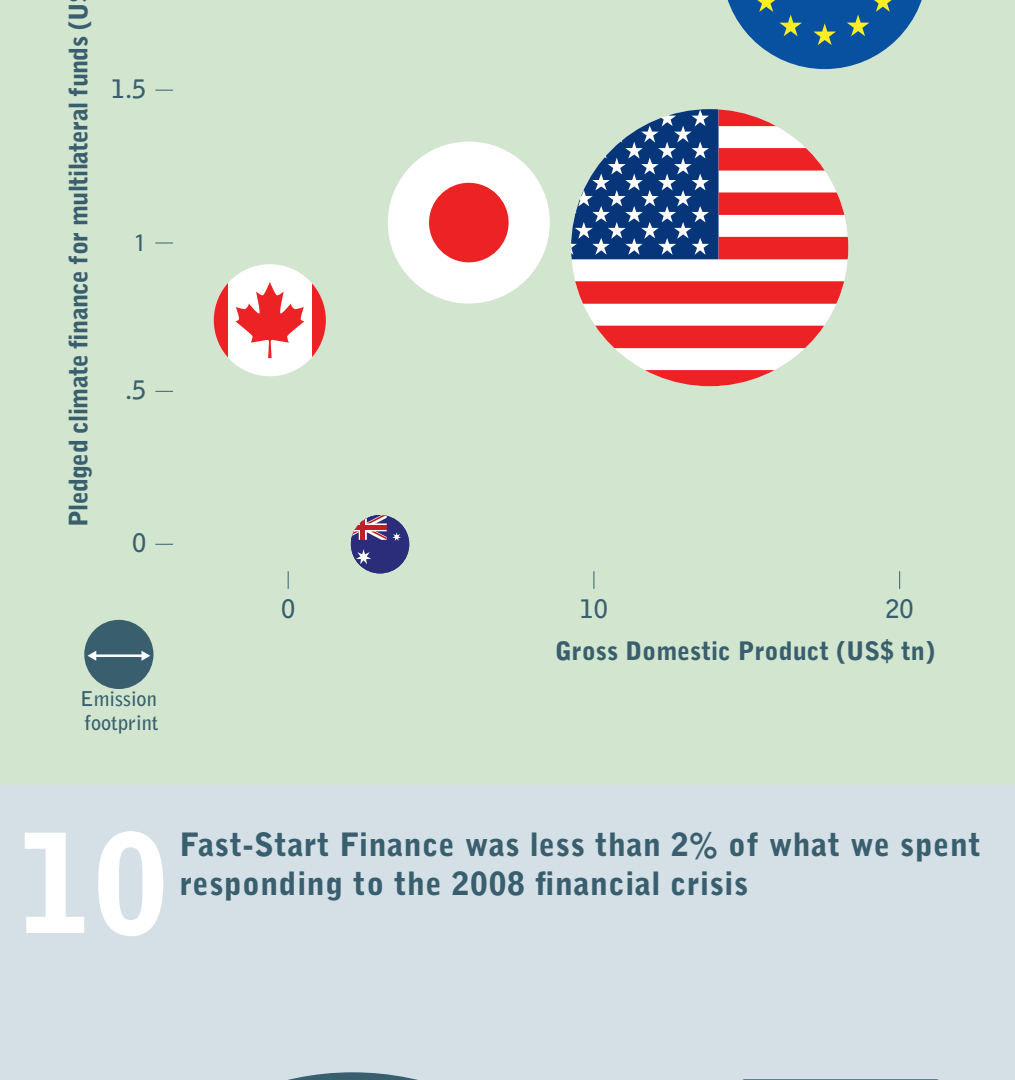 Pledged climate finance for multilateral funds (US
1.5
1
.5
0
0
10
20
Gross Domestic Product (US$ tn)
Emission
footprint
10
Fast-Start Finance was less than 2% of what we spent
responding to the 2008 financial crisis